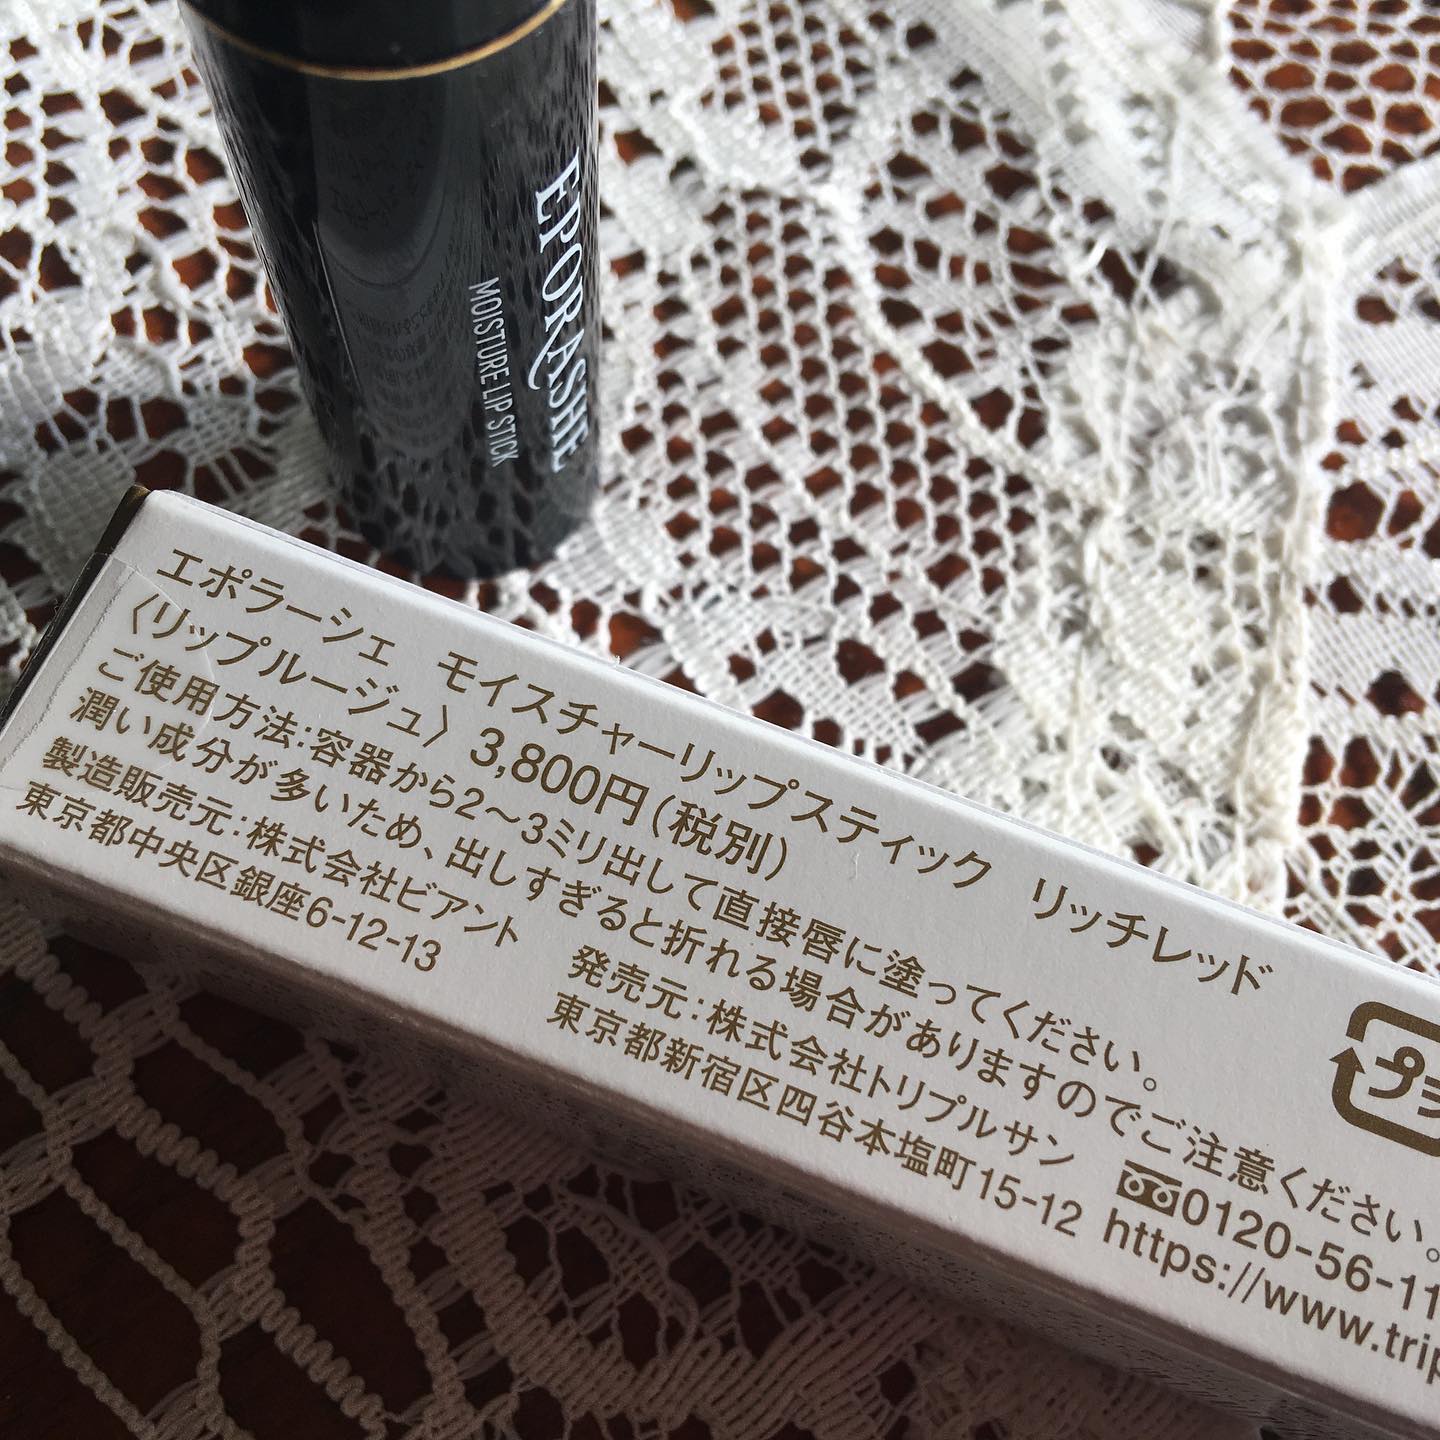 EPORASHE
MOISTURE LIP STICK
エポラーシェ　モイスチャーリップスティック　リッチレッド
〈リップルージュ〉3,800円(税別)
ご使用方法:容器から2〜3ミリ出して直接唇に塗ってください。
潤い成分が多いため、出しすぎると折れる場合がありますのでご注意ください。
製造販売元:株式会社ビアント
東京都中央区銀座6-12-13
発売元:株式会社トリプルサン
東京都新宿区四谷本塩町15-12
0120-56-11
https://www.trip
プラ